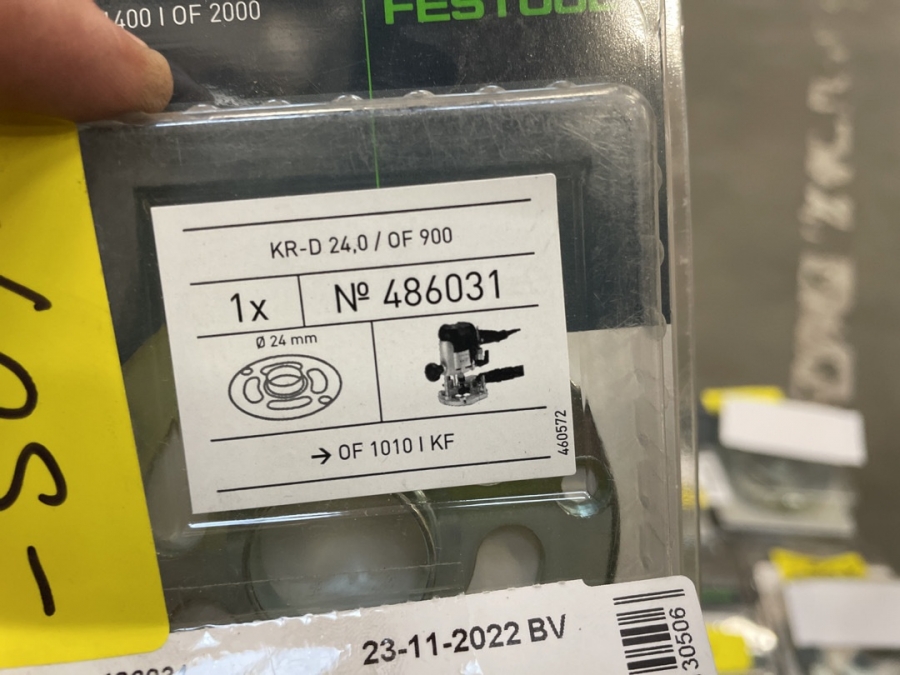 400 I OF 2000
FESTOOL
KR-D 24,0 / OF 900
1x
Nº 486031
Ø 24 mm
→ OF 1010 I KF
460572
23-11-2022 BV
30506